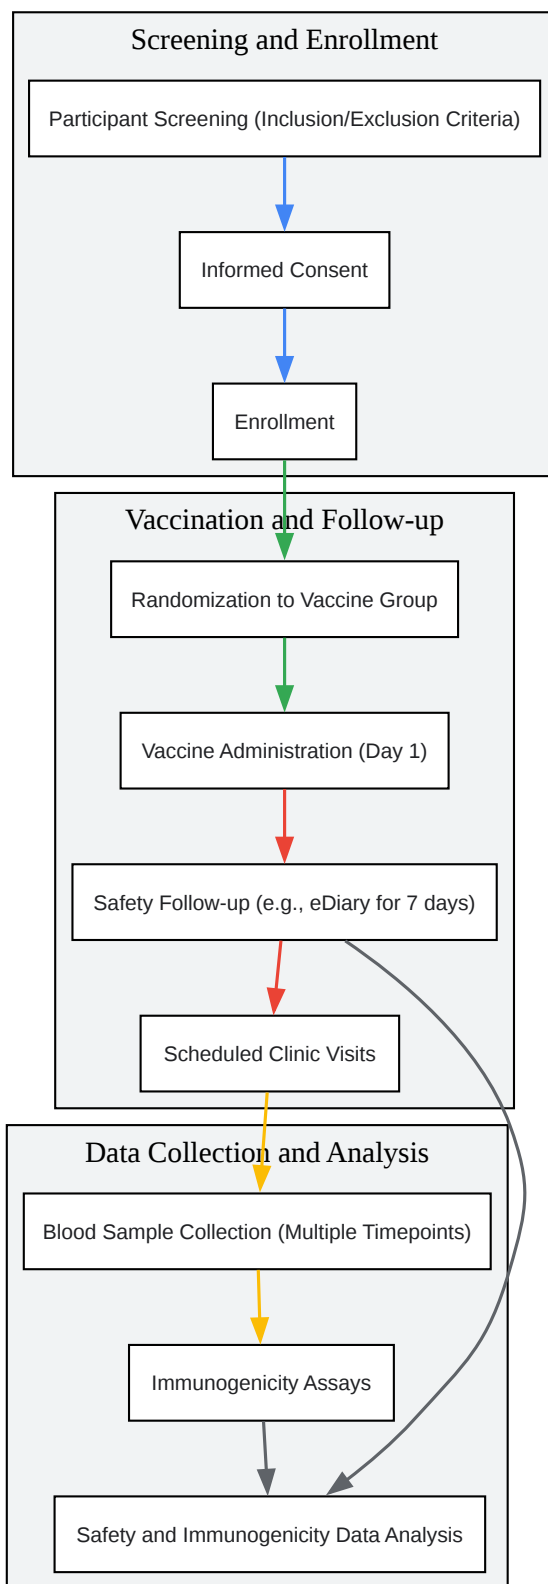 Screening and Enrollment
Participant Screening (Inclusion/Exclusion Criteria)
Informed Consent
Enrollment
Vaccination and Follow-up
Randomization to Vaccine Group
Vaccine Administration (Day 1)
Safety Follow-up (e.g., eDiary for 7 days)
Scheduled Clinic Visits
Data Collection and Analysis
Blood Sample Collection (Multiple Timepoints)
Immunogenicity Assays
Safety and Immunogenicity Data Analysis